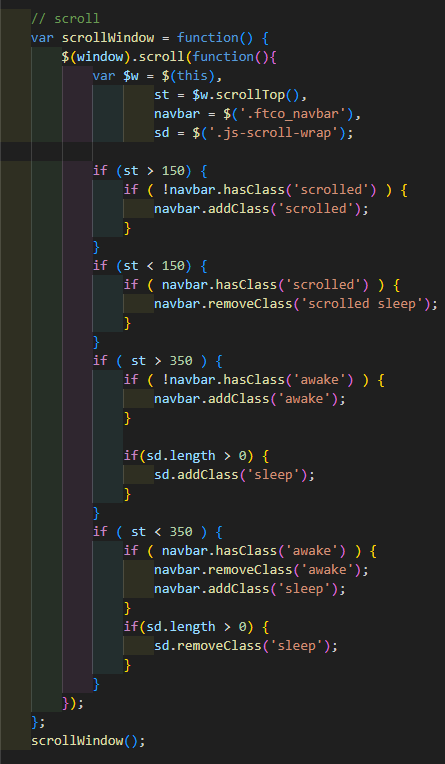 // scroll
var scrollWindow = function() {
$(window).scroll(function(){
var $w = $(this),
st = $w.scrollTop(),
navbar = $('.ftco_navbar'),
sd = $('.js-scroll-wrap');
if (st > 150) {
if ( !navbar.hasClass('scrolled') ) {
navbar.addClass('scrolled');
}
}
if (st < 150) {
if ( navbar.hasClass('scrolled') ) {
navbar.removeClass('scrolled sleep');
}
}
if ( st > 350 ) {
if ( !navbar.hasClass('awake') ) {
navbar.addClass('awake');
}
if(sd.length > 0) {
sd.addClass('sleep');
}
}
if ( st < 350 ) {
if ( navbar.hasClass('awake') ) {
navbar.removeClass('awake');
navbar.addClass('sleep');
}
if(sd.length > 0) {
sd.removeClass('sleep');
}
}
});
};
scrollWindow();